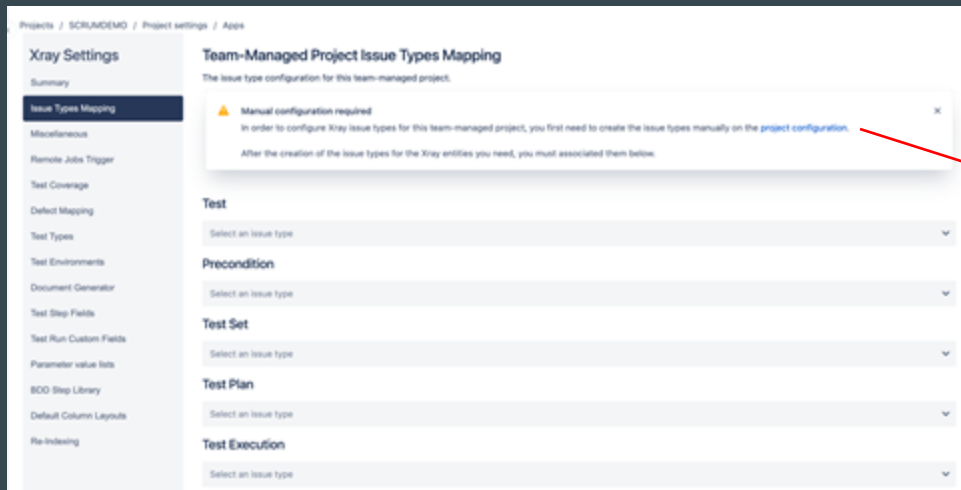 Projects / SCRUMDEMO / Project settings / Apps
Xray Settings
Summary
Issue Types Mapping
Miscellaneous
Remote Jobs Trigger
Test Coverage
Defect Mapping
Test Types
Test Environments
Document Generator
Test Step Fields
Test Run Custom Fields
Parameter value lists
BDD Step Library
Default Column Layouts
Re-Indexing
Team-Managed Project Issue Types Mapping
The issue type configuration for this team-managed project.
Manual configuration required
In order to configure Xray issue types for this team-managed project, you first need to create the issue types manually on the project configuration.
After the creation of the issue types for the Xray entities you need, you must associated them below.
Test
Select an issue type
Precondition
Select an issue type
Test Set
Select an issue type
Test Plan
Select an issue type
Test Execution
Select an issue type